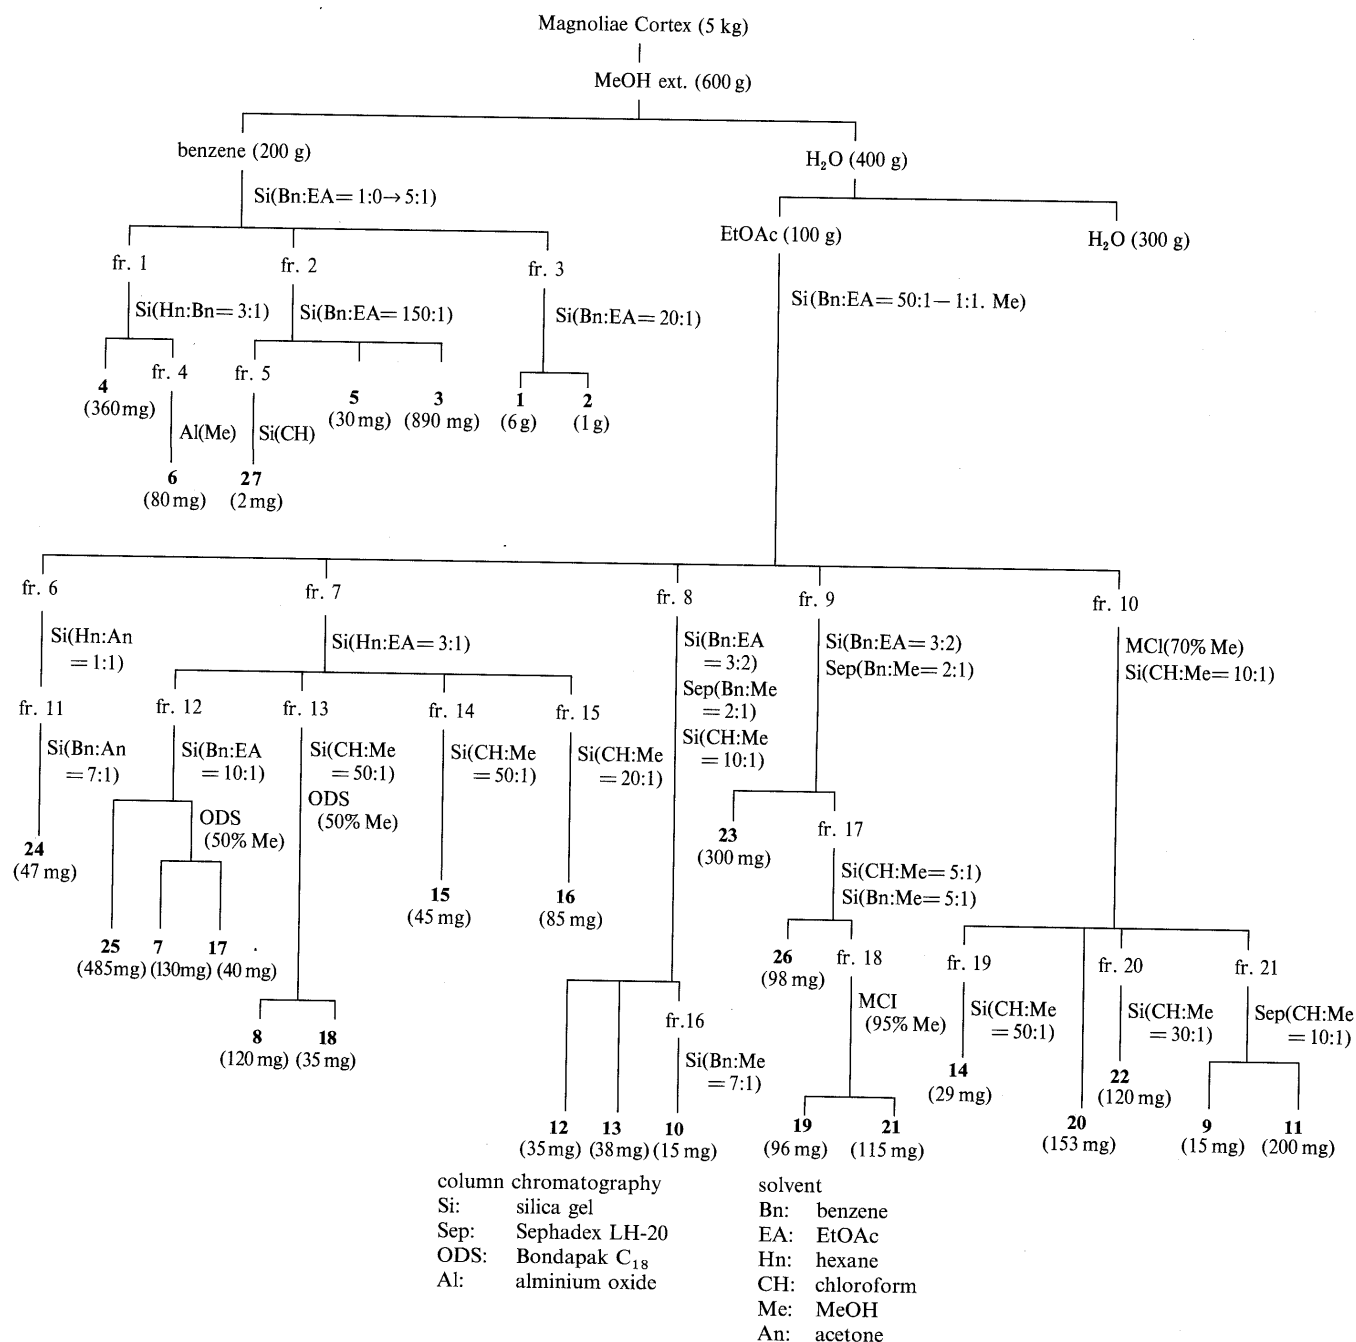 Magnoliae Cortex (5 kg)
MeOH ext. (600 g)
benzene (200 g)
H₂O (400 g)
Si(Bn:EA=1:0→5:1)
EtOAc (100 g)
H₂O (300 g)
fr. 1
fr. 2
fr. 3
Si(Hn:Bn=3:1)
Si(Bn:EA=150:1)
Si(Bn:EA=20:1)
Si(Bn:EA=50:1−1:1. Me)
4
(360mg)
fr. 4
fr. 5
5
(30 mg)
3
(890 mg)
1
(6 g)
2
(1 g)
Al(Me)
Si(CH)
6
(80 mg)
27
(2 mg)
fr. 6
fr. 7
fr. 8
fr. 9
fr. 10
Si(Hn:An
=1:1)
Si(Hn:EA=3:1)
Si(Bn:EA
=3:2)
Sep(Bn:Me
=2:1)
Si(CH:Me
=10:1)
Si(Bn:EA=3:2)
Sep(Bn:Me=2:1)
MCI(70% Me)
Si(CH:Me=10:1)
fr. 11
fr. 12
fr. 13
fr. 14
fr. 15
Si(Bn:An
=7:1)
Si(Bn:EA
=10:1)
Si(CH:Me
=50:1)
Si(CH:Me
=50:1)
Si(CH:Me
=20:1)
ODS
(50% Me)
ODS
(50% Me)
24
(47 mg)
15
(45 mg)
16
(85 mg)
25
(485mg)
7
(130mg)
17
(40 mg)
8
(120 mg)
18
(35 mg)
23
(300 mg)
fr. 17
Si(CH:Me=5:1)
Si(Bn:Me=5:1)
26
(98 mg)
fr. 18
MCI
(95% Me)
fr. 19
fr. 20
fr. 21
Si(CH:Me
=50:1)
Si(CH:Me
=30:1)
Sep(CH:Me
=10:1)
fr.16
Si(Bn:Me
=7:1)
14
(29 mg)
22
(120 mg)
12
(35 mg)
13
(38 mg)
10
(15 mg)
19
(96 mg)
21
(115 mg)
20
(153 mg)
9
(15 mg)
11
(200 mg)
column chromatography
Si: silica gel
Sep: Sephadex LH-20
ODS: Bondapak C₁₈
Al: alminium oxide
solvent
Bn: benzene
EA: EtOAc
Hn: hexane
CH: chloroform
Me: MeOH
An: acetone